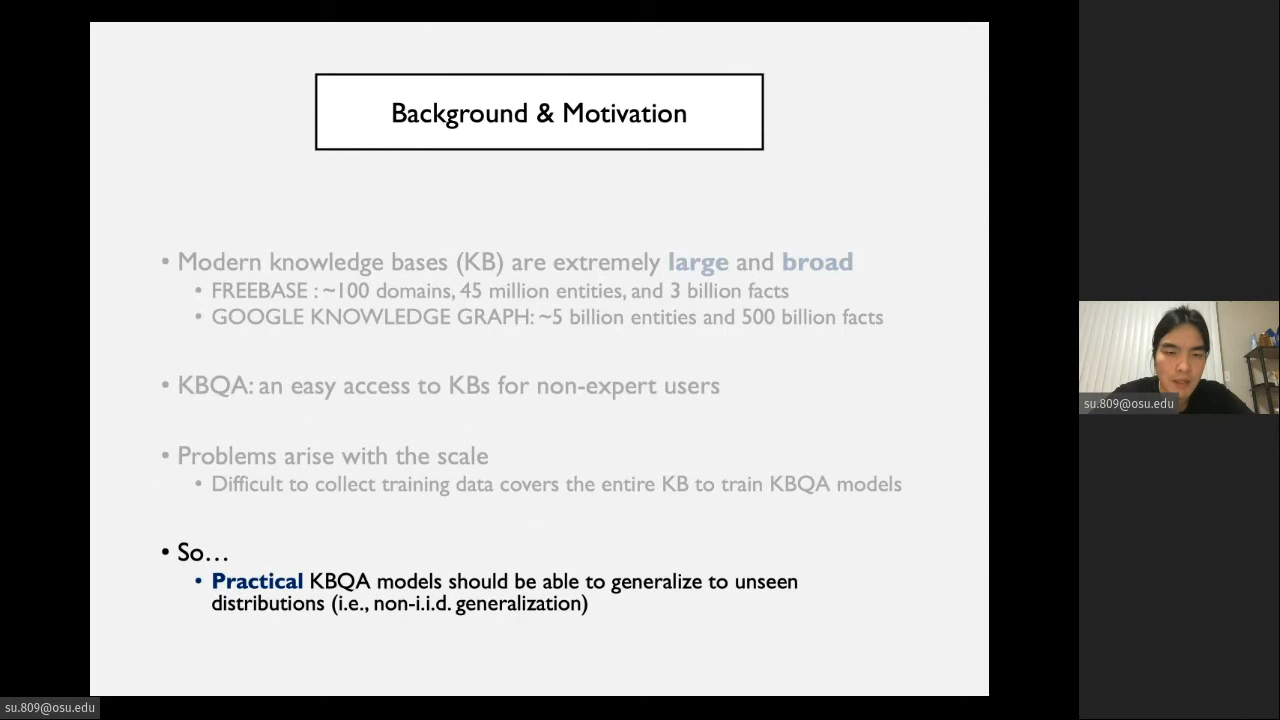 Background & Motivation
• Modern knowledge bases (KB) are extremely large and broad
• FREEBASE : ~100 domains, 45 million entities, and 3 billion facts
• GOOGLE KNOWLEDGE GRAPH: ~5 billion entities and 500 billion facts
• KBQA: an easy access to KBs for non-expert users
• Problems arise with the scale
• Difficult to collect training data covers the entire KB to train KBQA models
• So…
• Practical KBQA models should be able to generalize to unseen
distributions (i.e., non-i.i.d. generalization)
su.809@osu.edu
su.809@osu.edu